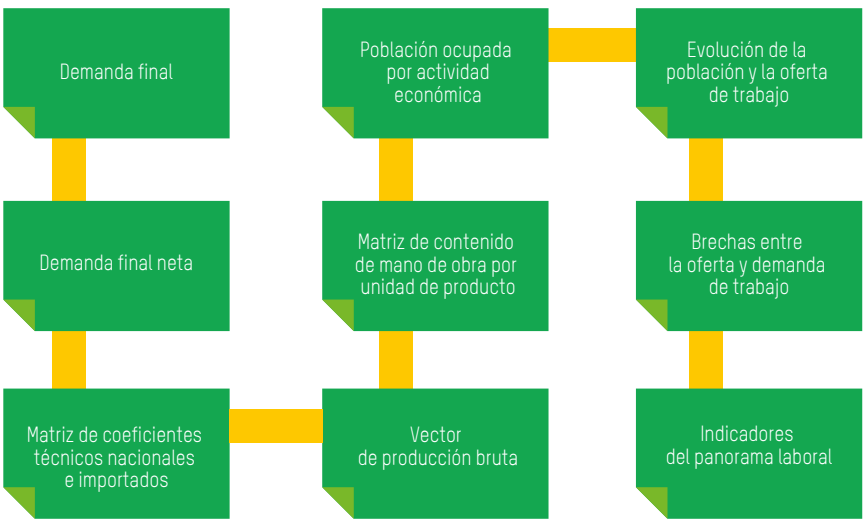 Demanda final
Demanda final neta
Matriz de coeficientes
técnicos nacionales
e importados
Vector
de producción bruta
Matriz de contenido
de mano de obra por
unidad de producto
Población ocupada
por actividad
económica
Evolución de la
población y la oferta
de trabajo
Brechas entre
la oferta y demanda
de trabajo
Indicadores
del panorama laboral